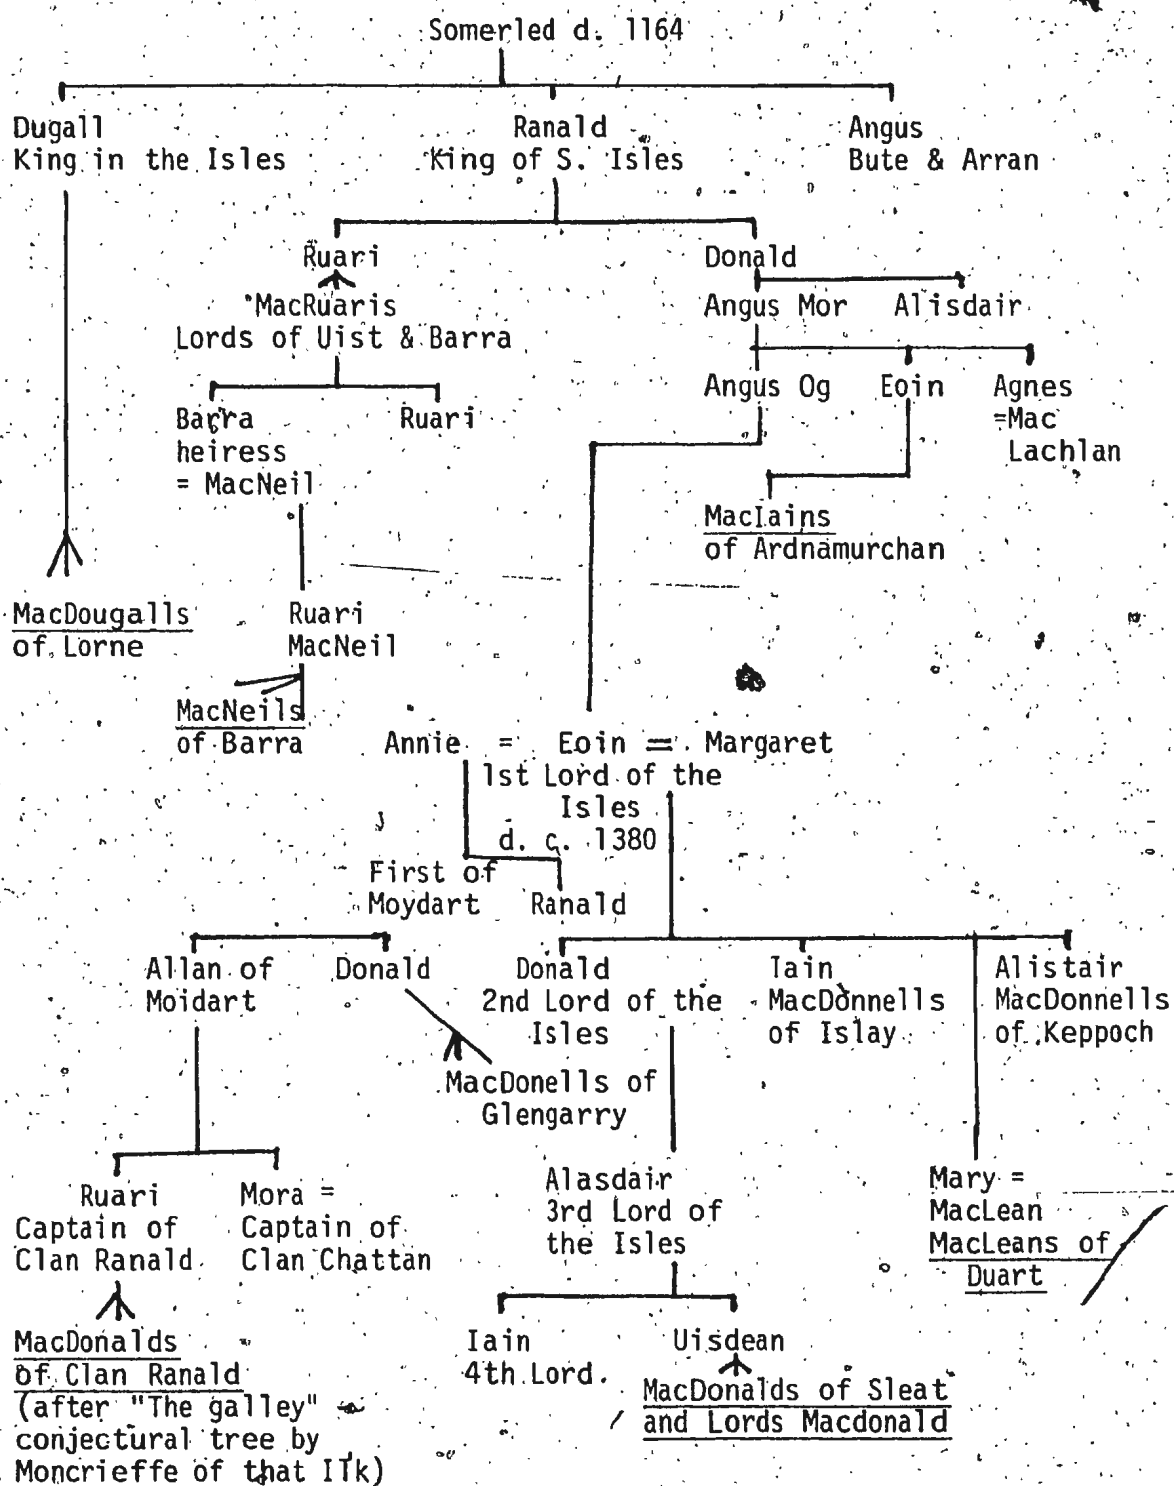 Somerled d. 1164
Dugall
King in the Isles
Ranald
King of S. Isles
Angus
Bute & Arran
Ruari
MacRuaris
Lords of Uist & Barra
Donald
Angus Mor
Alisdair
Angus Og
Eoin
Agnes
=Mac
Lachlan
Barra
heiress
= MacNeil
Ruari
MacIains
of Ardnamurchan
MacDougalls
of Lorne
Ruari
MacNeil
MacNeils
of Barra
Annie = Eoin = Margaret
1st Lord of the
Isles
d. c. 1380
First of
Moydart
Ranald
Allan of
Moidart
Donald
Donald
2nd Lord of the
Isles
Iain
MacDonnells
of Islay
Alistair
MacDonnells
of Keppoch
MacDonells of
Glengarry
Ruari
Captain of
Clan Ranald
Mora =
Captain of
Clan Chattan
Alasdair
3rd Lord of
the Isles
Mary =
MacLean
MacLeans of
Duart
MacDonalds
of Clan Ranald
(after "The galley"
conjectural tree by
Moncrieffe of that Ilk)
Iain
4th Lord.
Uisdean
MacDonalds of Sleat
and Lords Macdonald